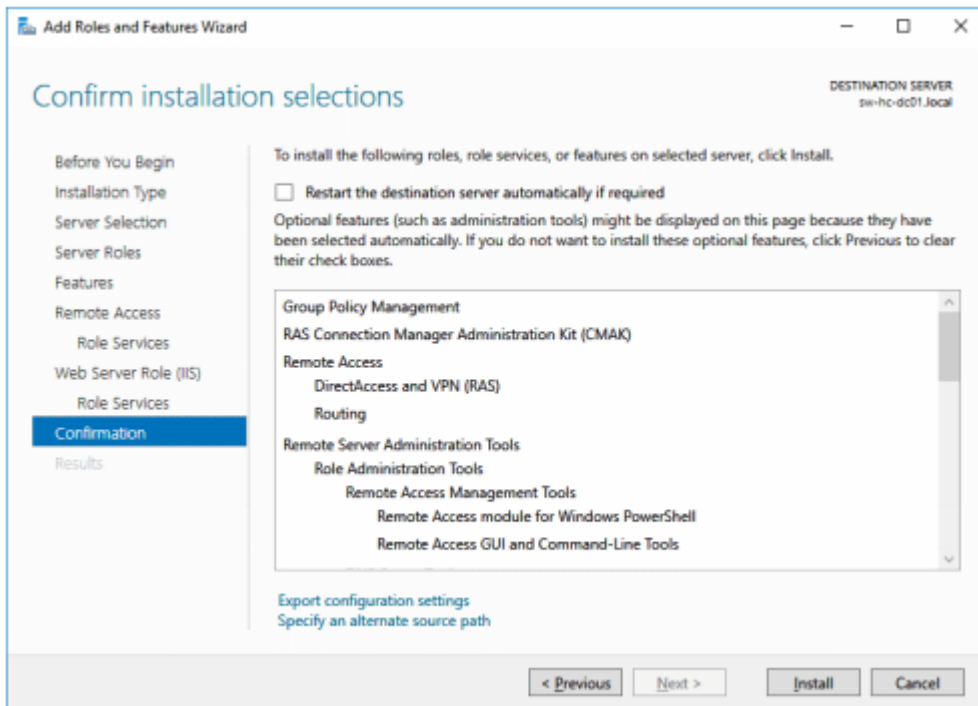 Add Roles and Features Wizard
Confirm installation selections
DESTINATION SERVER
sw-hc-dc01.local
Before You Begin
Installation Type
Server Selection
Server Roles
Features
Remote Access
Role Services
Web Server Role (IIS)
Role Services
Confirmation
Results
To install the following roles, role services, or features on selected server, click Install.
Restart the destination server automatically if required
Optional features (such as administration tools) might be displayed on this page because they have
been selected automatically. If you do not want to install these optional features, click Previous to clear
their check boxes.
Group Policy Management
RAS Connection Manager Administration Kit (CMAK)
Remote Access
DirectAccess and VPN (RAS)
Routing
Remote Server Administration Tools
Role Administration Tools
Remote Access Management Tools
Remote Access module for Windows PowerShell
Remote Access GUI and Command-Line Tools
Export configuration settings
Specify an alternate source path
< Previous
Next >
Install
Cancel